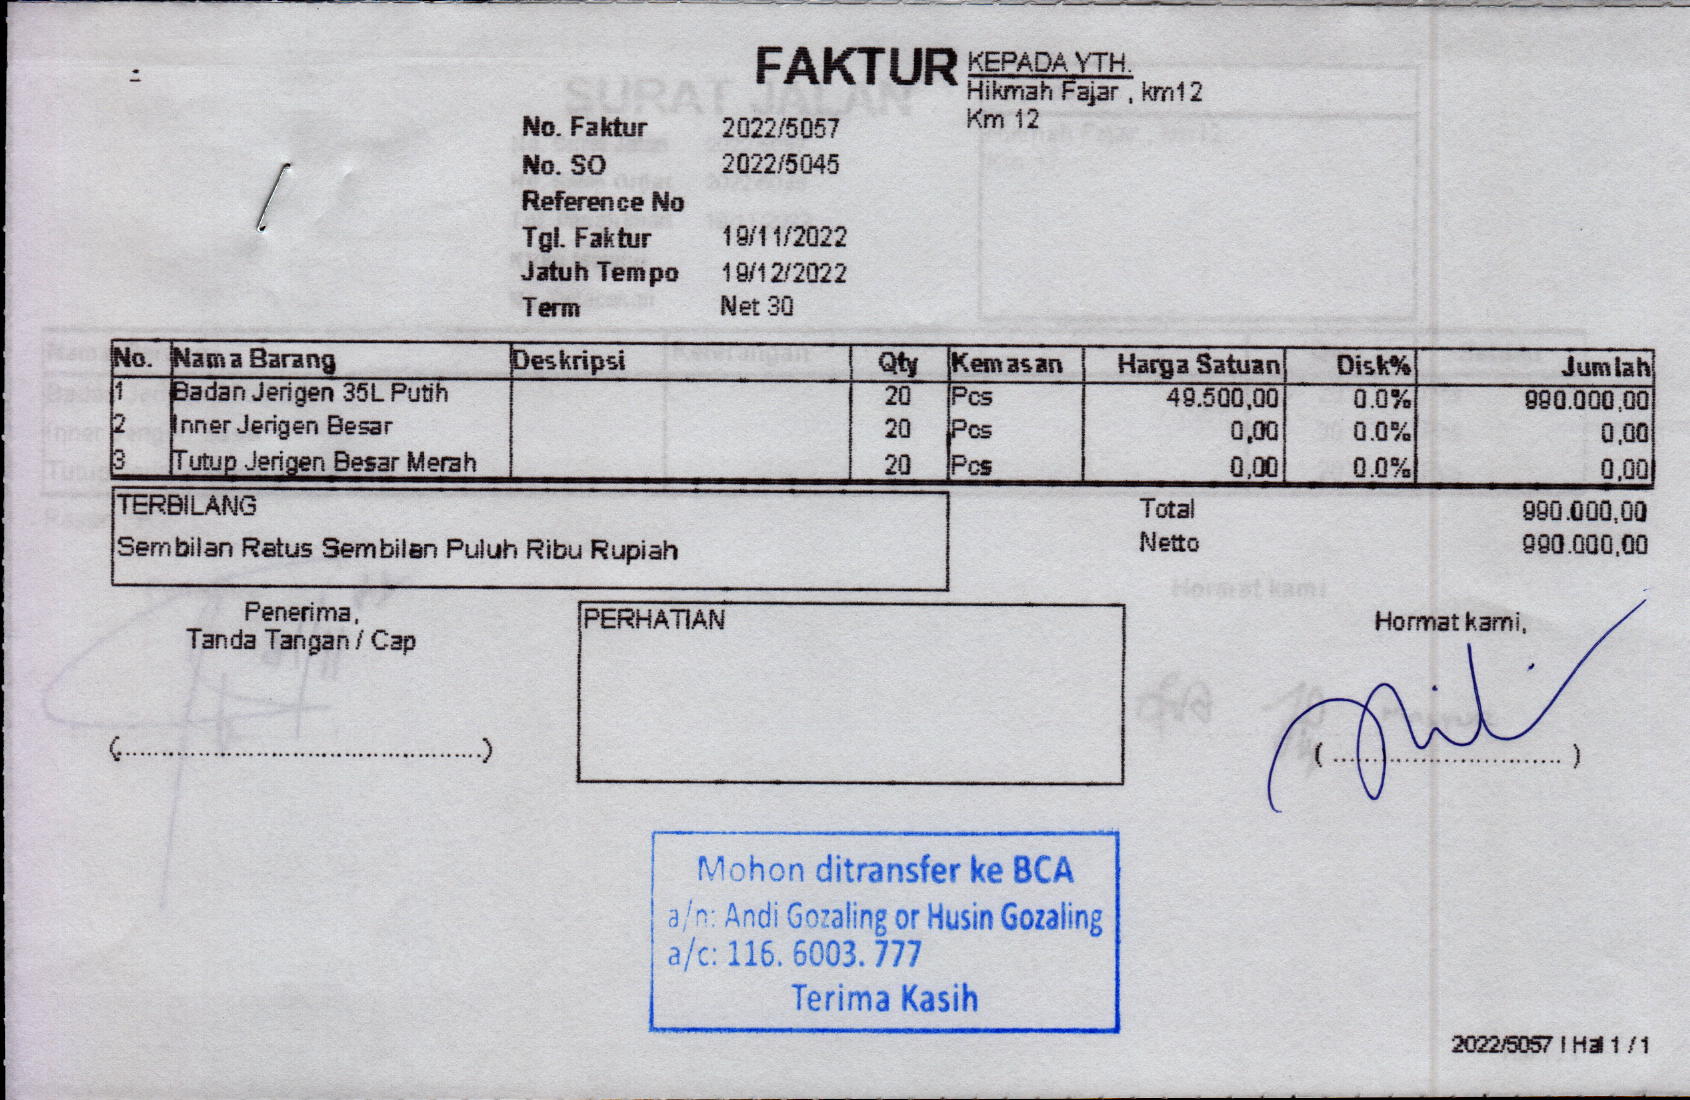 FAKTUR
KEPADA YTH.
Hikmah Fajar , km12
Km 12
No. Faktur 2022/5057
No. SO 2022/5045
Reference No
Tgl. Faktur 19/11/2022
Jatuh Tempo 19/12/2022
Term Net 30
No. Nama Barang Deskripsi Qty Kemasan Harga Satuan Disk% Jumlah
1 Badan Jerigen 35L Putih 20 Pcs 49.500,00 0.0% 990.000,00
2 Inner Jerigen Besar 20 Pcs 0,00 0.0% 0,00
3 Tutup Jerigen Besar Merah 20 Pcs 0,00 0.0% 0,00
TERBILANG
Sembilan Ratus Sembilan Puluh Ribu Rupiah
Total 990.000,00
Netto 990.000,00
Penerima,
Tanda Tangan / Cap
(...............................................)
PERHATIAN
Hormat kami,
( ............................. )
Mohon ditransfer ke BCA
a/n: Andi Gozaling or Husin Gozaling
a/c: 116. 6003. 777
Terima Kasih
2022/5057 | Hal 1 / 1
SURAT JALAN
Hormat kami